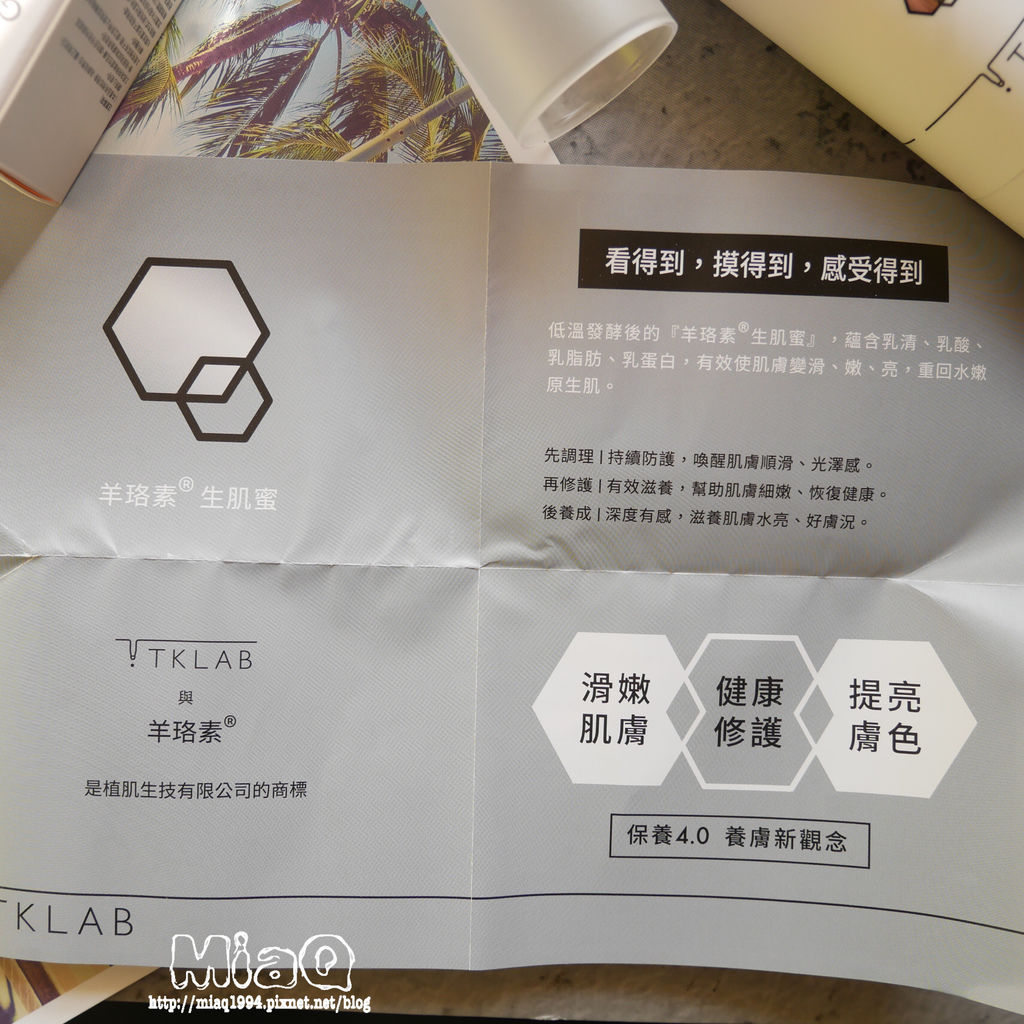 看得到，摸得到，感受得到
低溫發酵後的『羊珞素®生肌蜜』，蘊含乳清、乳酸、
乳脂肪、乳蛋白，有效使肌膚變滑、嫩、亮，重回水嫩
原生肌。
先調理 | 持續防護，喚醒肌膚順滑、光澤感。
再修護 | 有效滋養，幫助肌膚細嫩、恢復健康。
後養成 | 深度有感，滋養肌膚水亮、好膚況。
羊珞素® 生肌蜜
TKLAB
與
羊珞素®
是植肌生技有限公司的商標
滑嫩
肌膚
健康
修護
提亮
膚色
保養4.0 養膚新觀念
TKLAB
MiaQ
http://miaq1994.pixnet.net/blog